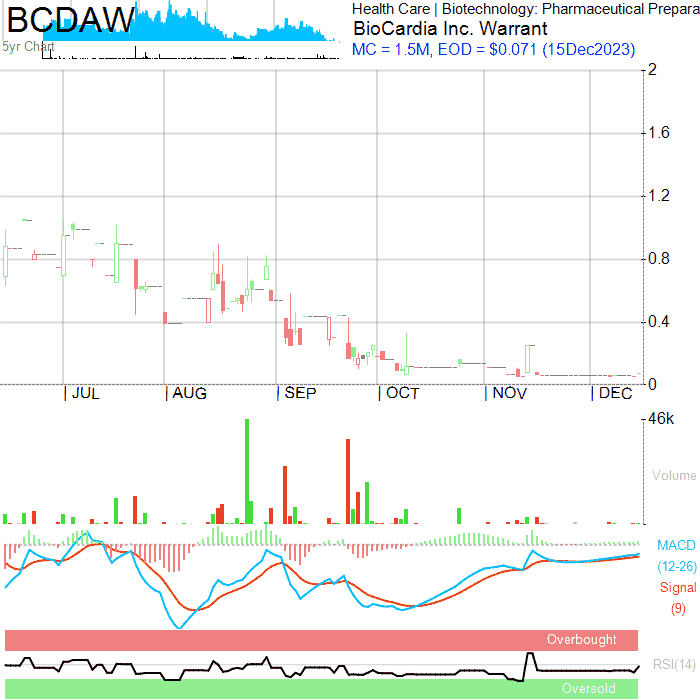 BCDAW
Health Care | Biotechnology: Pharmaceutical Prepara
BioCardia Inc. Warrant
5yr Chart
MC = 1.5M, EOD = $0.071 (15Dec2023)
2
1.6
1.2
0.8
0.4
0
JUL AUG SEP OCT NOV DEC
46k
Volume
MACD
(12-26)
Signal
(9)
Overbought
RSI(14)
Oversold